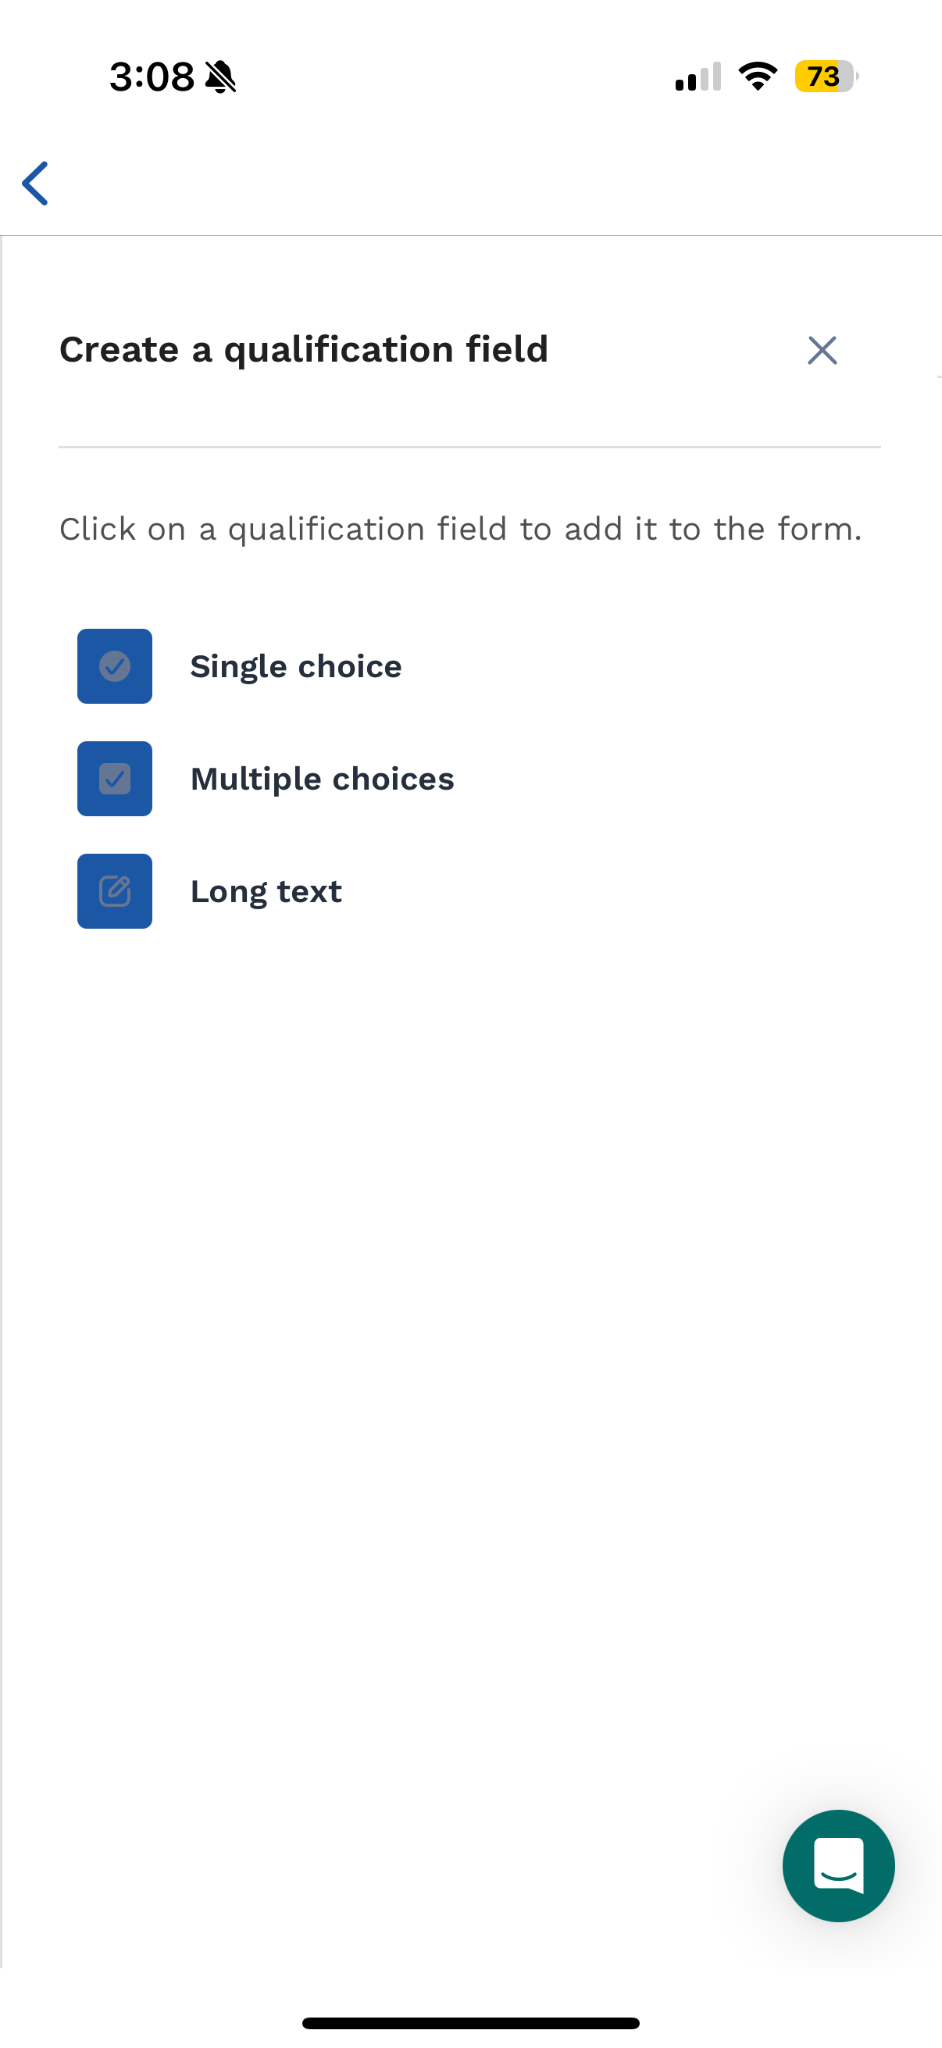 3:08
73
Create a qualification field
Click on a qualification field to add it to the form.
Single choice
Multiple choices
Long text